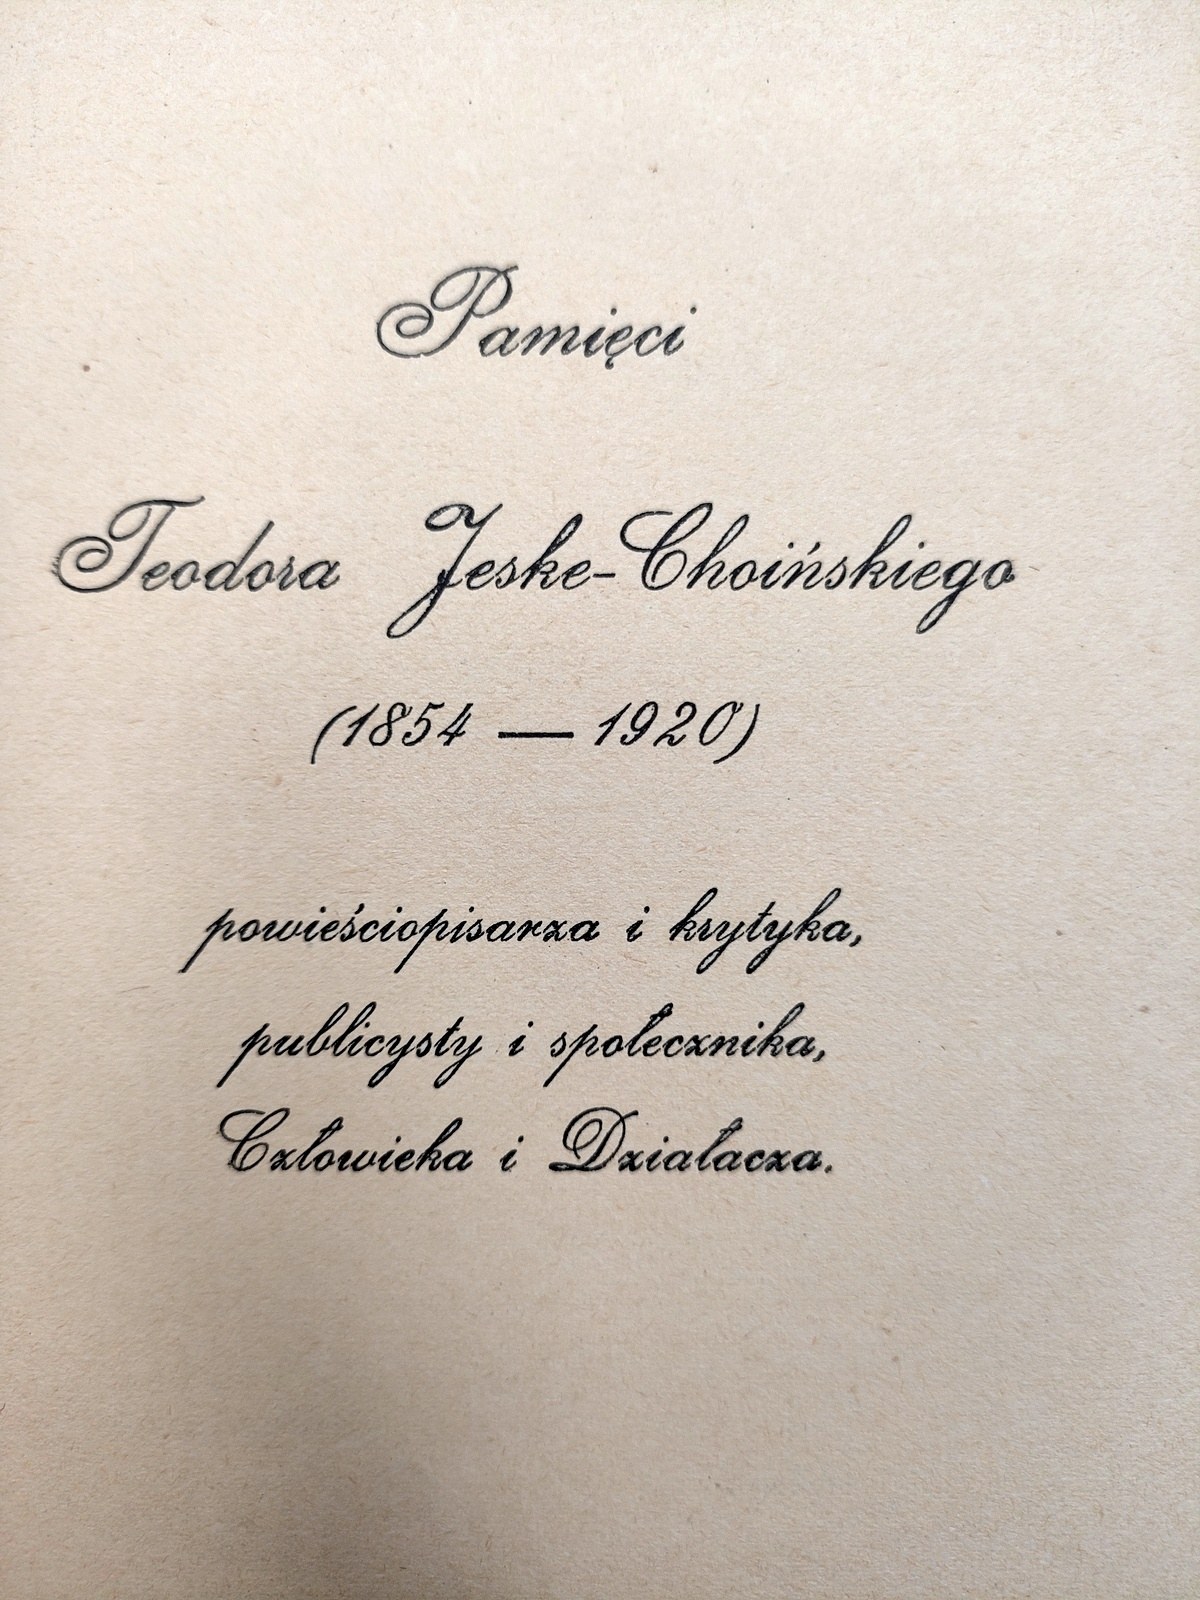 Pamięci
Teodora Jeske-Choińskiego
(1854 — 1920)
powieściopisarza i krytyka,
publicysty i społecznika,
Człowieka i Działacza.